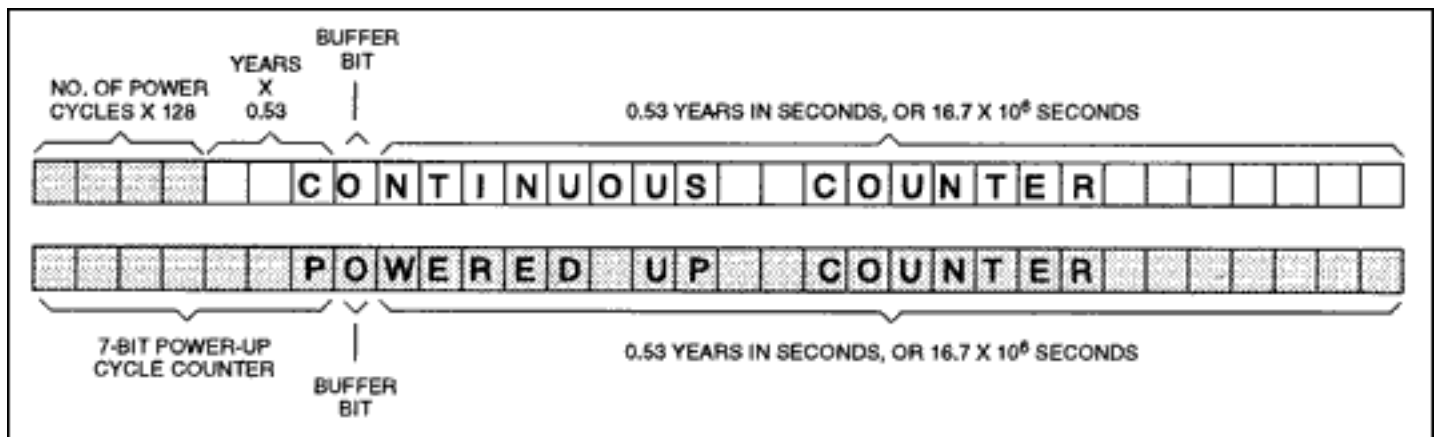 BUFFER
BIT
YEARS
X
0.53
NO. OF POWER
CYCLES X 128
0.53 YEARS IN SECONDS, OR 16.7 X 10⁶ SECONDS
CONTINUOUS COUNTER
POWERED UP COUNTER
7-BIT POWER-UP
CYCLE COUNTER
BUFFER
BIT
0.53 YEARS IN SECONDS, OR 16.7 X 10⁶ SECONDS